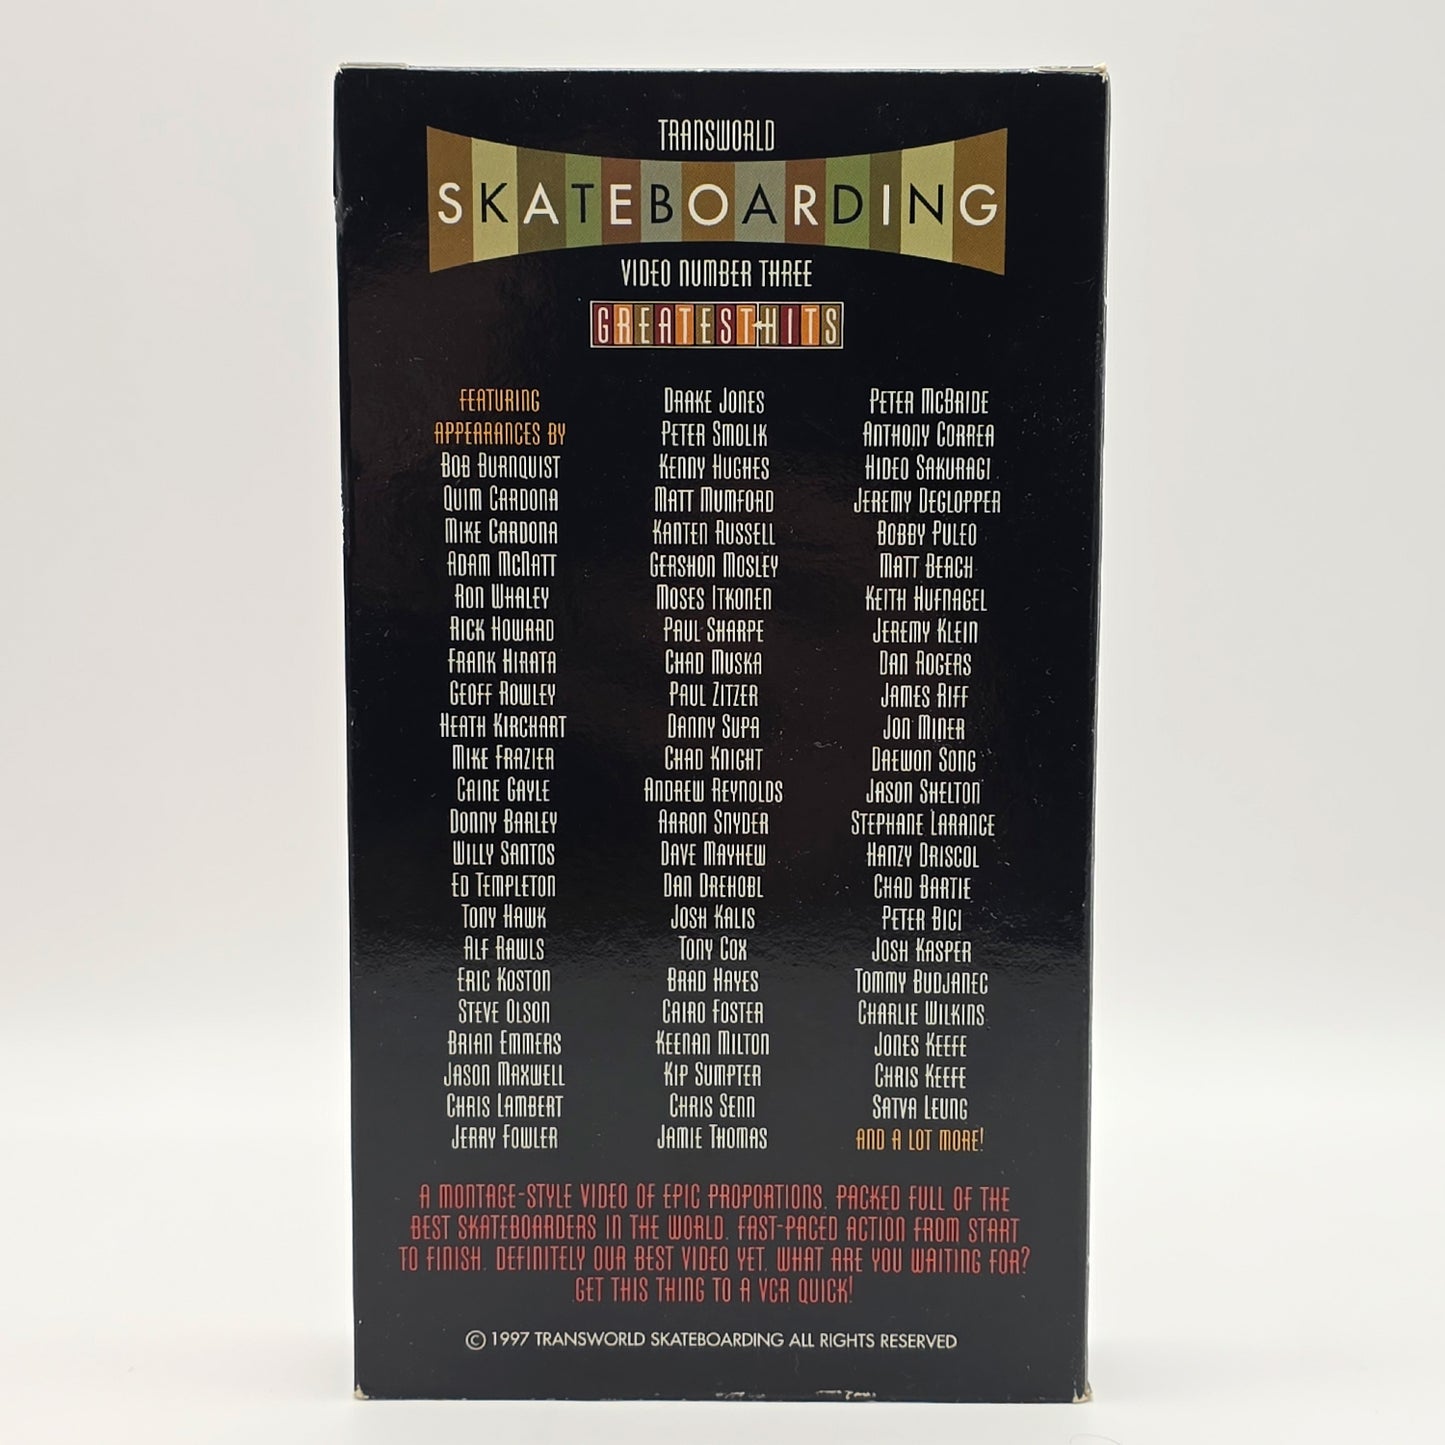 TRANSWORLD
SKATEBOARDING
VIDEO NUMBER THREE
GREATEST HITS
FEATURING
APPEARANCES BY
BOB BURNQUIST
QUIM CARDONA
MIKE CARDONA
ADAM MCNATT
RON WHALEY
RICK HOWARD
FRANK HIRATA
GEOFF ROWLEY
HEATH KIRCHART
MIKE FRAZIER
CAINE GAYLE
DONNY BARLEY
WILLY SANTOS
ED TEMPLETON
TONY HAWK
ALF RAWLS
ERIC KOSTON
STEVE OLSON
BRIAN EMMERS
JASON MAXWELL
CHRIS LAMBERT
JERRY FOWLER
DRAKE JONES
PETER SMOLIK
KENNY HUGHES
MATT MUMFORD
KANTEN RUSSELL
GERSHON MOSLEY
MOSES ITKONEN
PAUL SHARPE
CHAD MUSKA
PAUL ZITZER
DANNY SUPA
CHAD KNIGHT
ANDREW REYNOLDS
AARON SNYDER
DAVE MAYHEW
DAN DREHOBL
JOSH KALIS
TONY COX
BRAD HAYES
CAIRO FOSTER
KEENAN MILTON
KIP SUMPTER
CHRIS SENN
JAMIE THOMAS
PETER MCBRIDE
ANTHONY CORREA
HIDEO SAKURAGI
JEREMY DEGLOPPER
BOBBY PULEO
MATT BEACH
KEITH HUFNAGEL
JEREMY KLEIN
DAN ROGERS
JAMES RIFF
JON MINER
DAEWON SONG
JASON SHELTON
STEPHANE LARANCE
HANZY DRISCOL
CHAD BARTIE
PETER BICI
JOSH KASPER
TOMMY BUDJANEC
CHARLIE WILKINS
JONES KEEFE
CHRIS KEEFE
SATVA LEUNG
AND A LOT MORE!
A MONTAGE-STYLE VIDEO OF EPIC PROPORTIONS. PACKED FULL OF THE
BEST SKATEBOARDERS IN THE WORLD. FAST-PACED ACTION FROM START
TO FINISH. DEFINITELY OUR BEST VIDEO YET. WHAT ARE YOU WAITING FOR?
GET THIS THING TO A VCR QUICK!
© 1997 TRANSWORLD SKATEBOARDING ALL RIGHTS RESERVED